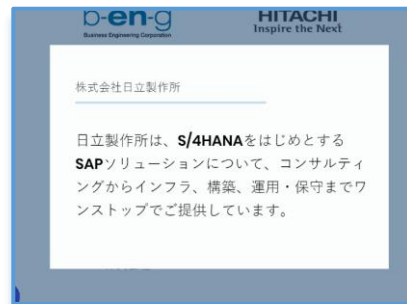 b-en-g
Business Engineering Corporation
HITACHI
Inspire the Next
株式会社日立製作所
日立製作所は、S/4HANAをはじめとする
SAPソリューションについて、コンサルティ
ングからインフラ、構築、運用・保守までワ
ンストップでご提供しています。